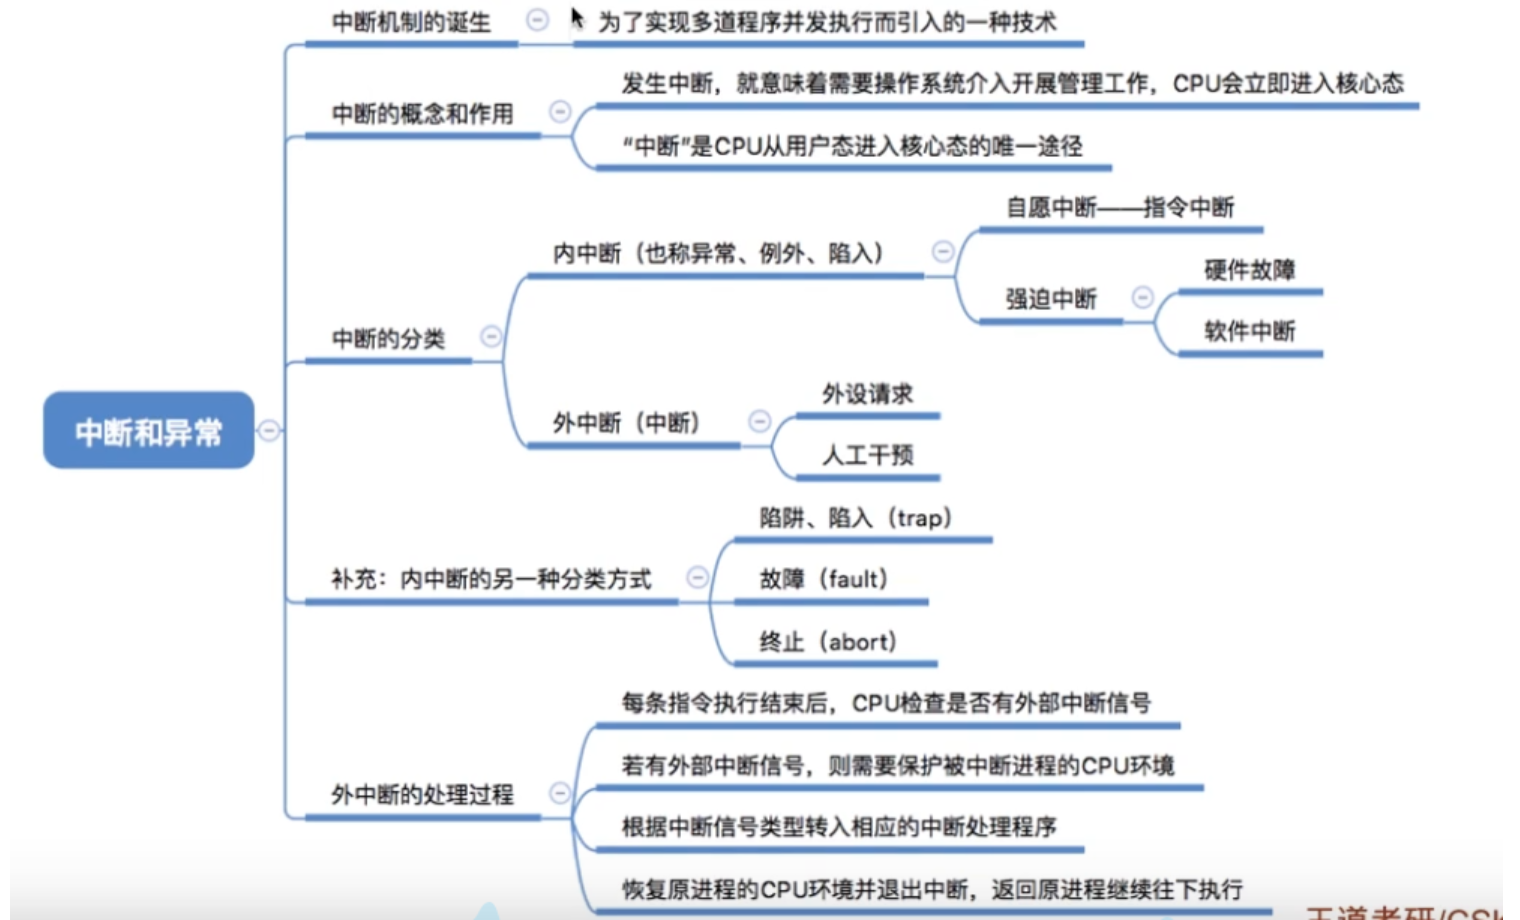 中断机制的诞生
为了实现多道程序并发执行而引入的一种技术
中断的概念和作用
发生中断，就意味着需要操作系统介入开展管理工作，CPU会立即进入核心态
“中断”是CPU从用户态进入核心态的唯一途径
中断和异常
中断的分类
内中断（也称异常、例外、陷入）
自愿中断——指令中断
强迫中断
硬件故障
软件中断
外中断（中断）
外设请求
人工干预
补充：内中断的另一种分类方式
陷阱、陷入（trap）
故障（fault）
终止（abort）
外中断的处理过程
每条指令执行结束后，CPU检查是否有外部中断信号
若有外部中断信号，则需要保护被中断进程的CPU环境
根据中断信号类型转入相应的中断处理程序
恢复原进程的CPU环境并退出中断，返回原进程继续往下执行
王道考研/CSK